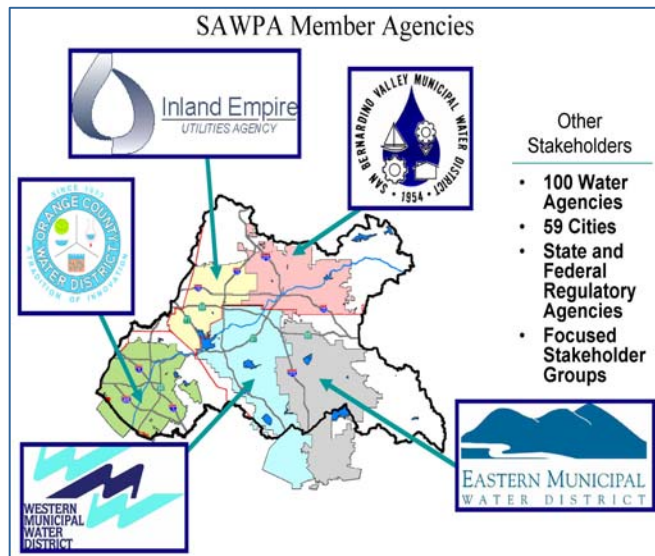 SAWPA Member Agencies
Inland Empire
UTILITIES AGENCY
SAN BERNARDINO VALLEY MUNICIPAL WATER DISTRICT
• 1954 •
SINCE 1933
ORANGE COUNTY WATER DISTRICT
A TRADITION OF INNOVATION
Other
Stakeholders
• 100 Water
Agencies
• 59 Cities
• State and
Federal
Regulatory
Agencies
• Focused
Stakeholder
Groups
WESTERN
MUNICIPAL
WATER
DISTRICT
EASTERN MUNICIPAL
WATER DISTRICT